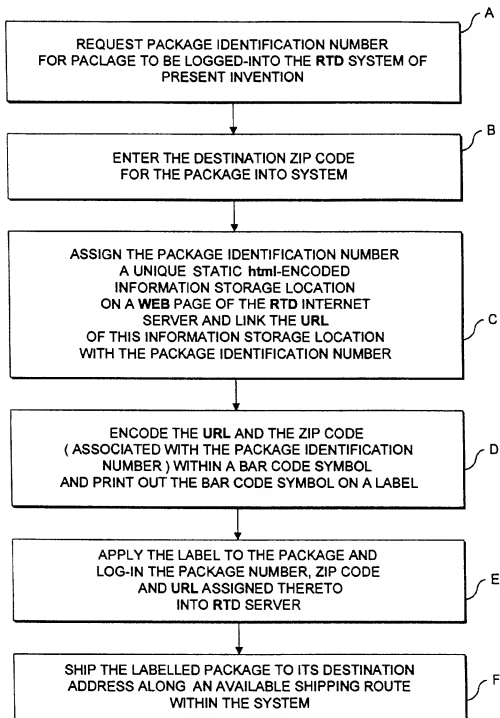 A
REQUEST PACKAGE IDENTIFICATION NUMBER
FOR PACLAGE TO BE LOGGED-INTO THE RTD SYSTEM OF
PRESENT INVENTION
B
ENTER THE DESTINATION ZIP CODE
FOR THE PACKAGE INTO SYSTEM
ASSIGN THE PACKAGE IDENTIFICATION NUMBER
A UNIQUE STATIC html-ENCODED
INFORMATION STORAGE LOCATION
ON A WEB PAGE OF THE RTD INTERNET
SERVER AND LINK THE URL
OF THIS INFORMATION STORAGE LOCATION
WITH THE PACKAGE IDENTIFICATION NUMBER
C
ENCODE THE URL AND THE ZIP CODE
( ASSOCIATED WITH THE PACKAGE IDENTIFICATION
NUMBER ) WITHIN A BAR CODE SYMBOL
AND PRINT OUT THE BAR CODE SYMBOL ON A LABEL
D
APPLY THE LABEL TO THE PACKAGE AND
LOG-IN THE PACKAGE NUMBER, ZIP CODE
AND URL ASSIGNED THERETO
INTO RTD SERVER
E
SHIP THE LABELLED PACKAGE TO ITS DESTINATION
ADDRESS ALONG AN AVAILABLE SHIPPING ROUTE
WITHIN THE SYSTEM
F